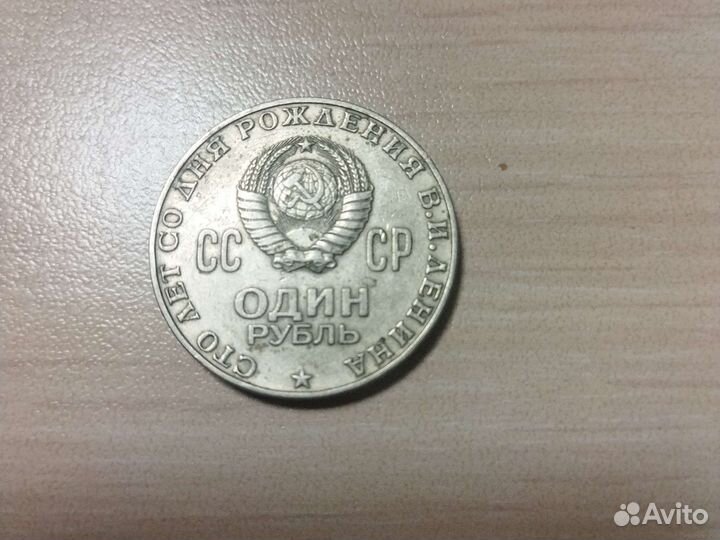 СТО ЛЕТ СО ДНЯ РОЖДЕНИЯ В.И.ЛЕНИНА
СС СР
ОДИН
РУБЛЬ
Avito